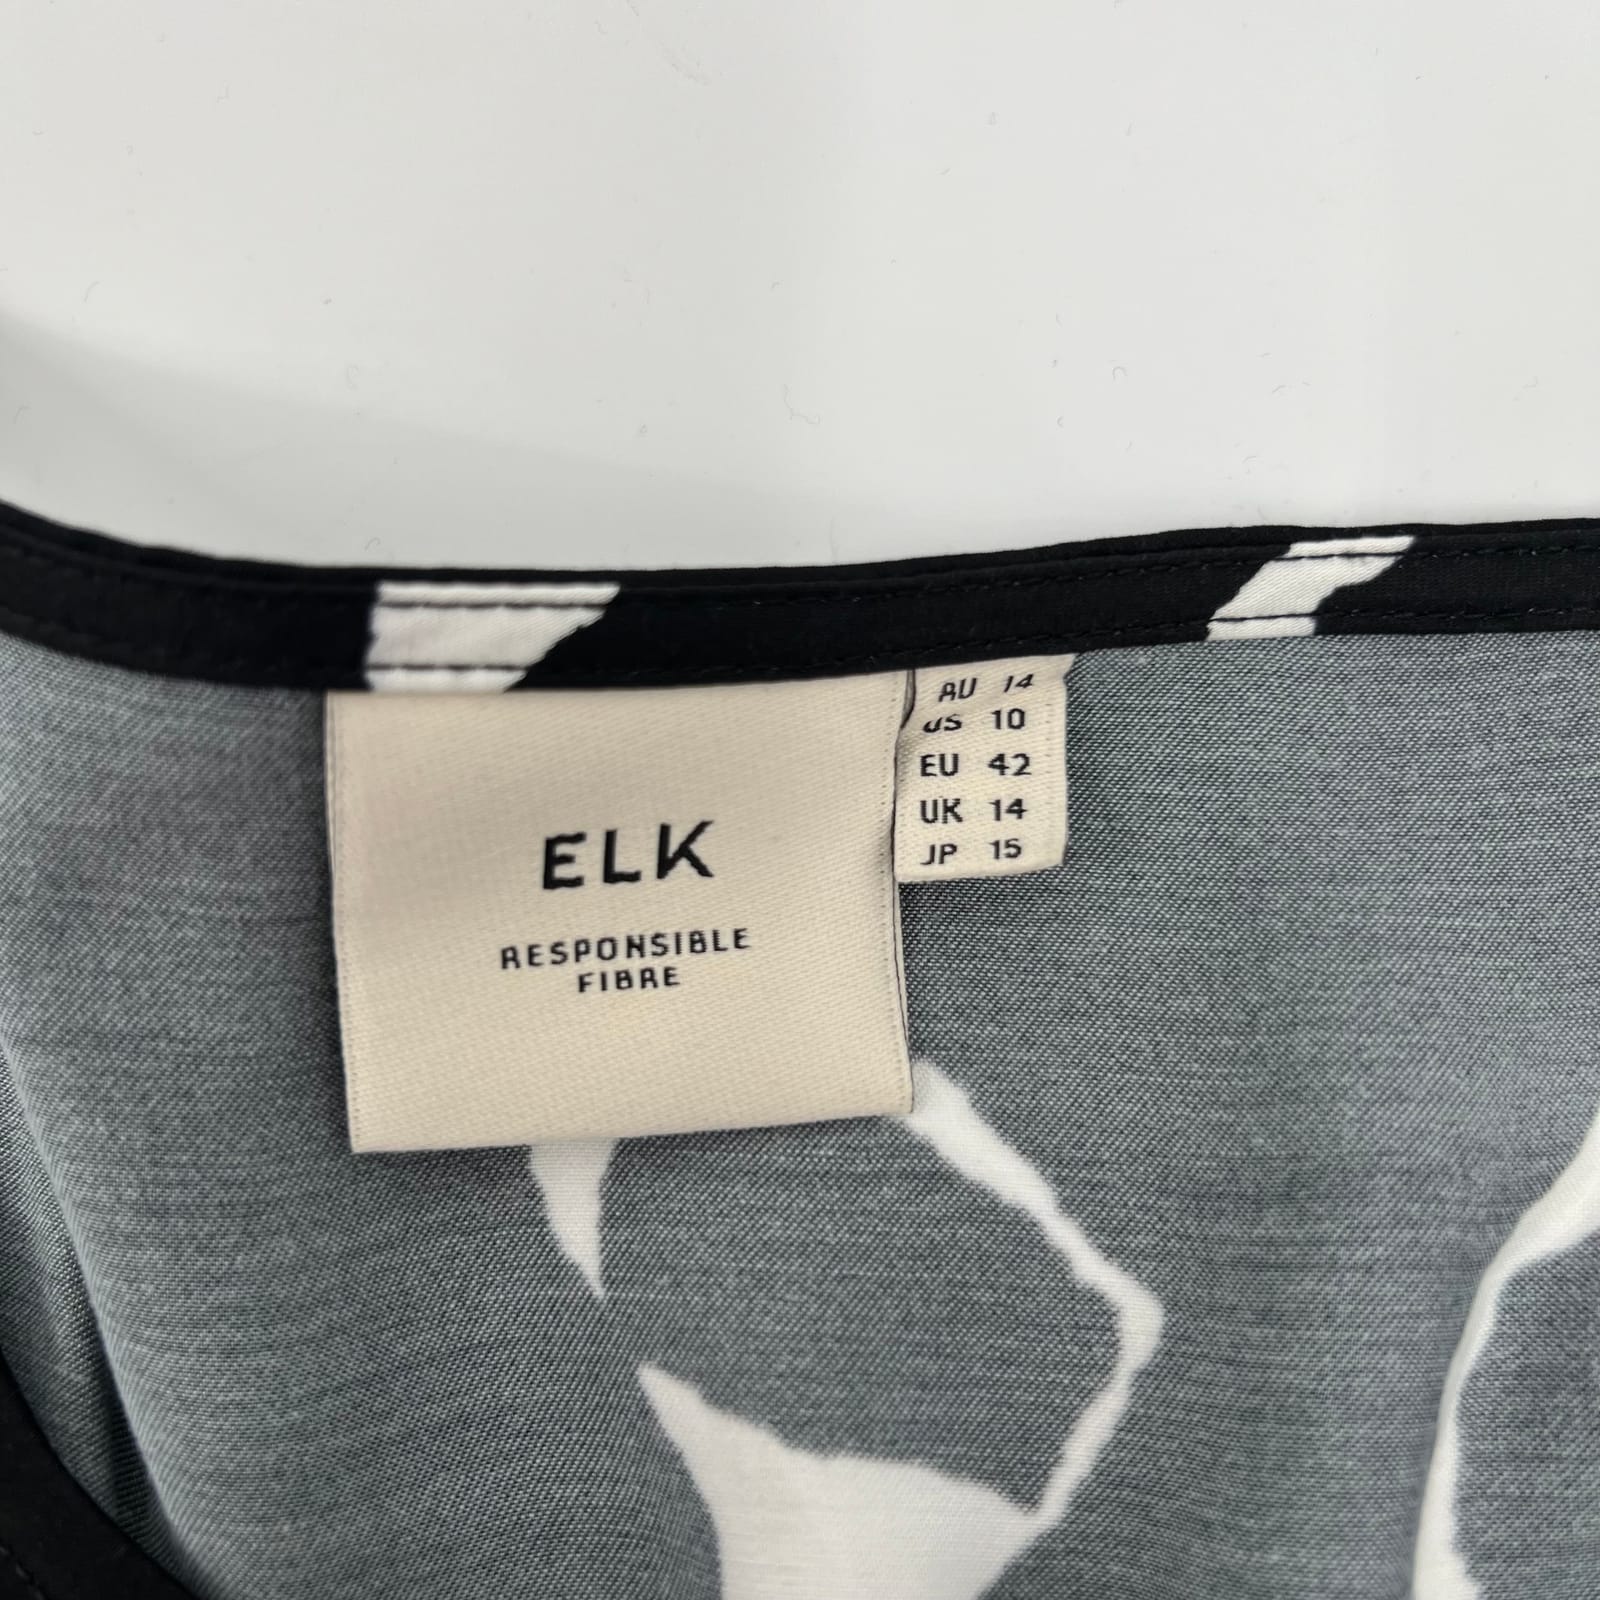 ELK
RESPONSIBLE
FIBRE
AU 14
US 10
EU 42
UK 14
JP 15